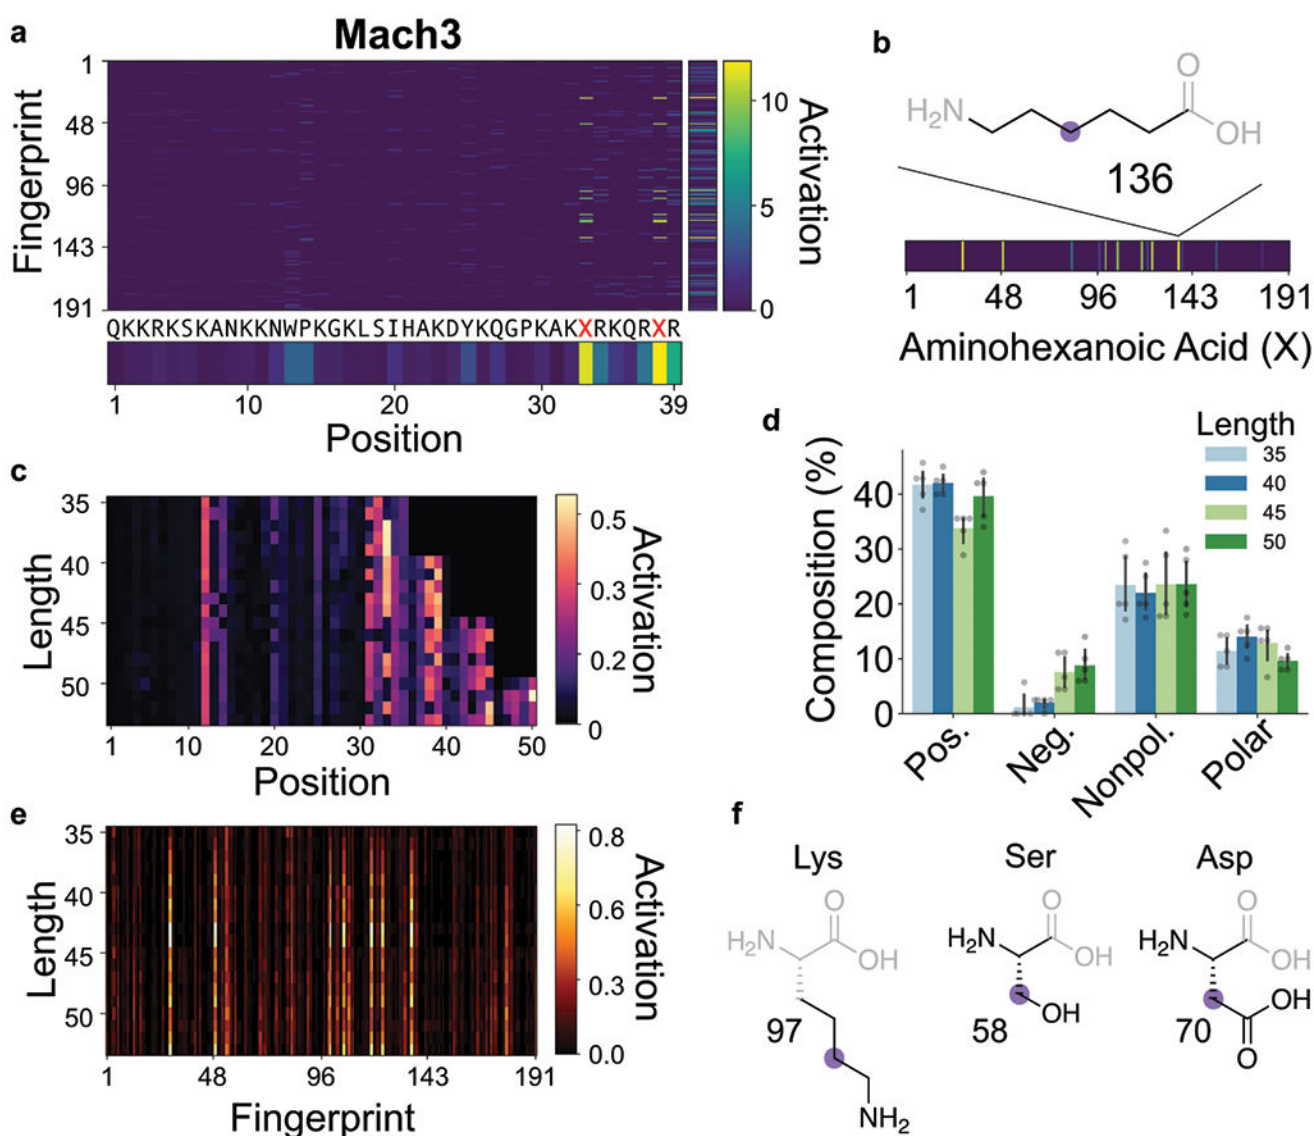 a
Mach3
1
48
96
143
191
Fingerprint
10
5
0
Activation
QKKRKSKANKKNWPKGKLSIHAKDYKQGPKAKXRKQRXR
1 10 20 30 39
Position
b
H₂N
O
OH
136
1 48 96 143 191
Aminohexanoic Acid (X)
c
35
40
45
50
Length
1 10 20 30 40 50
Position
0.5
0.3
0.2
0
Activation
d
Length
35
40
45
50
Composition (%)
40
30
20
10
0
Pos. Neg. Nonpol. Polar
e
35
40
45
50
Length
1 48 96 143 191
Fingerprint
0.8
0.6
0.3
0.0
Activation
f
Lys
O
H₂N
OH
97
NH₂
Ser
O
H₂N
OH
58
OH
Asp
O
H₂N
OH
70
OH
O